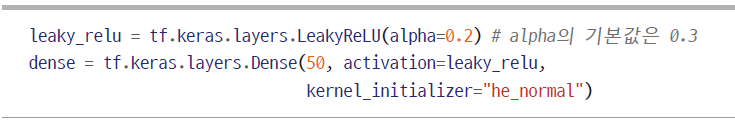 leaky_relu = tf.keras.layers.LeakyReLU(alpha=0.2) # alpha의 기본값은 0.3
dense = tf.keras.layers.Dense(50, activation=leaky_relu,
kernel_initializer="he_normal")